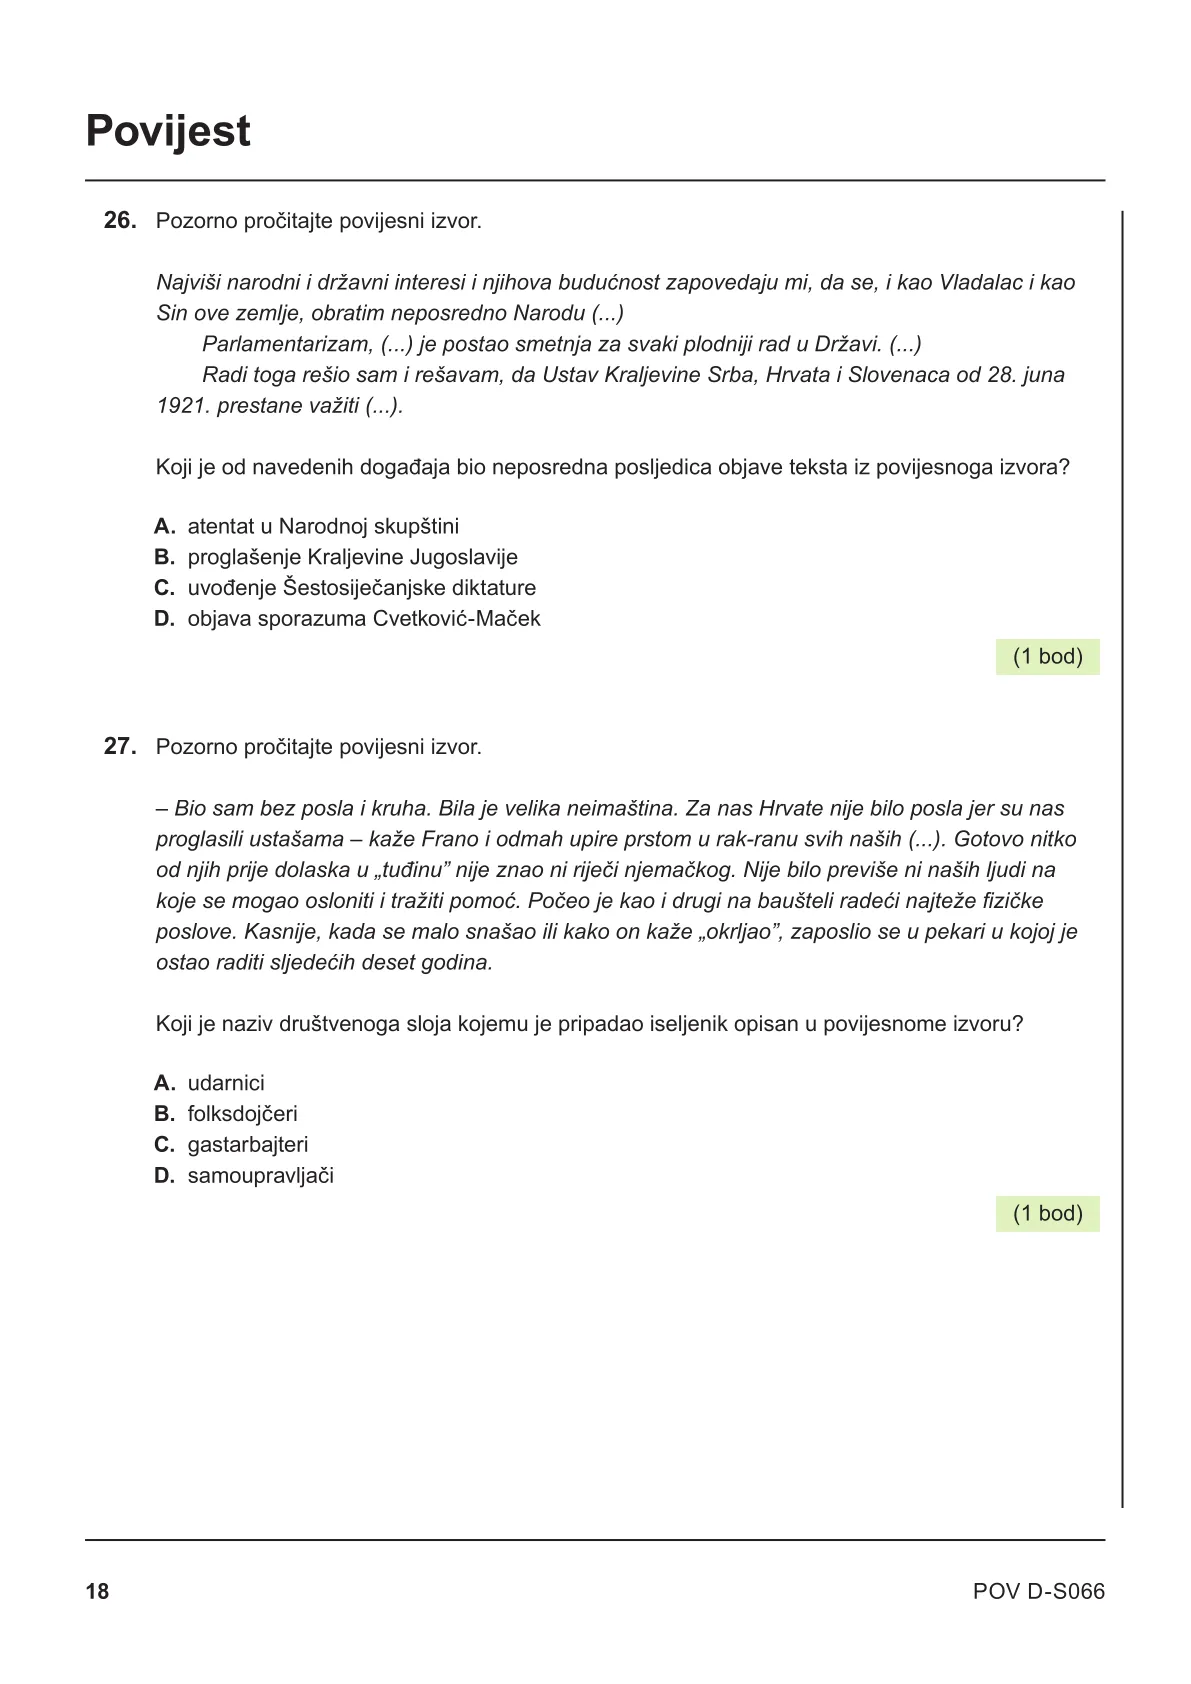 Povijest
26. Pozorno pročitajte povijesni izvor.
Najviši narodni i državni interesi i njihova budućnost zapovedaju mi, da se, i kao Vladalac i kao
Sin ove zemlje, obratim neposredno Narodu (...)
Parlamentarizam, (...) je postao smetnja za svaki plodniji rad u Državi. (...)
Radi toga rešio sam i rešavam, da Ustav Kraljevine Srba, Hrvata i Slovenaca od 28. juna
1921. prestane važiti (...).
Koji je od navedenih događaja bio neposredna posljedica objave teksta iz povijesnoga izvora?
A. atentat u Narodnoj skupštini
B. proglašenje Kraljevine Jugoslavije
C. uvođenje Šestosiječanjske diktature
D. objava sporazuma Cvetković-Maček
(1 bod)
27. Pozorno pročitajte povijesni izvor.
– Bio sam bez posla i kruha. Bila je velika neimaština. Za nas Hrvate nije bilo posla jer su nas
proglasili ustašama – kaže Frano i odmah upire prstom u rak-ranu svih naših (...). Gotovo nitko
od njih prije dolaska u „tuđinu” nije znao ni riječi njemačkog. Nije bilo previše ni naših ljudi na
koje se mogao osloniti i tražiti pomoć. Počeo je kao i drugi na baušteli radeći najteže fizičke
poslove. Kasnije, kada se malo snašao ili kako on kaže „okrljao”, zaposlio se u pekari u kojoj je
ostao raditi sljedećih deset godina.
Koji je naziv društvenoga sloja kojemu je pripadao iseljenik opisan u povijesnome izvoru?
A. udarnici
B. folksdojčeri
C. gastarbajteri
D. samoupravljači
(1 bod)
18
POV D-S066